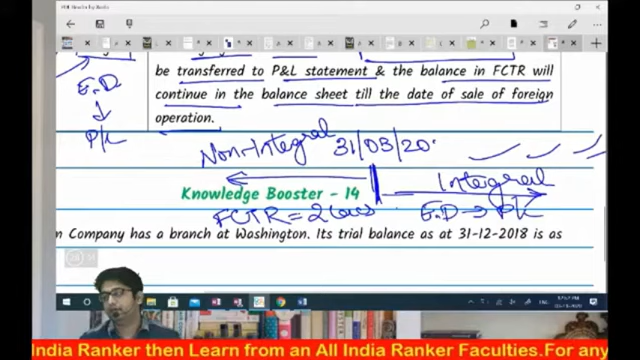 be transferred to P&L statement & the balance in FCTR will
E.D
continue in the balance sheet till the date of sale of foreign
P/L
operation.
Non-Integral 31/03/20
Integral
Knowledge Booster - 14
FCTR = 2 lacs E.D → P/L
n Company has a branch at Washington. Its trial balance as at 31-12-2018 is as
India Ranker then Learn from an All India Ranker Faculties.For any